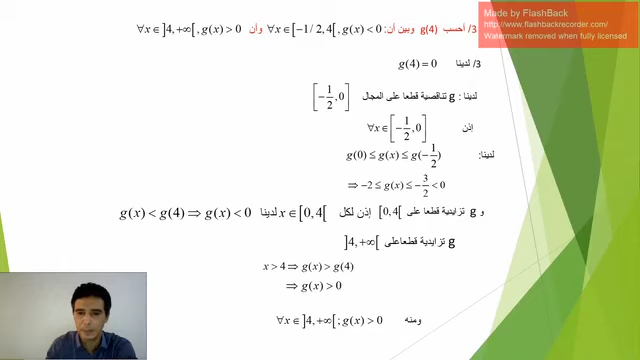 Made by FlashBack
http://www.flashbackrecorder.com/
Watermark removed when fully licensed
3/ أحسب g(4) وبين أن: ∀x∈[−1/2,4[, g(x)<0 وأن ∀x∈]4,+∞[, g(x)>0
3/ لدينا g(4)=0
لدينا : g تناقصية قطعا على المجال [−1/2,0]
إذن ∀x∈[−1/2,0]
لدينا: g(0)≤g(x)≤g(−1/2)
⇒−2≤g(x)≤−3/2<0
و g تزايدية قطعا على [0,4[ إذن لكل x∈[0,4[ لدينا g(x)<g(4)⇒g(x)<0
g تزايدية قطعاعلى ]4,+∞[
x>4⇒g(x)>g(4)
⇒g(x)>0
ومنه ∀x∈]4,+∞[;g(x)>0